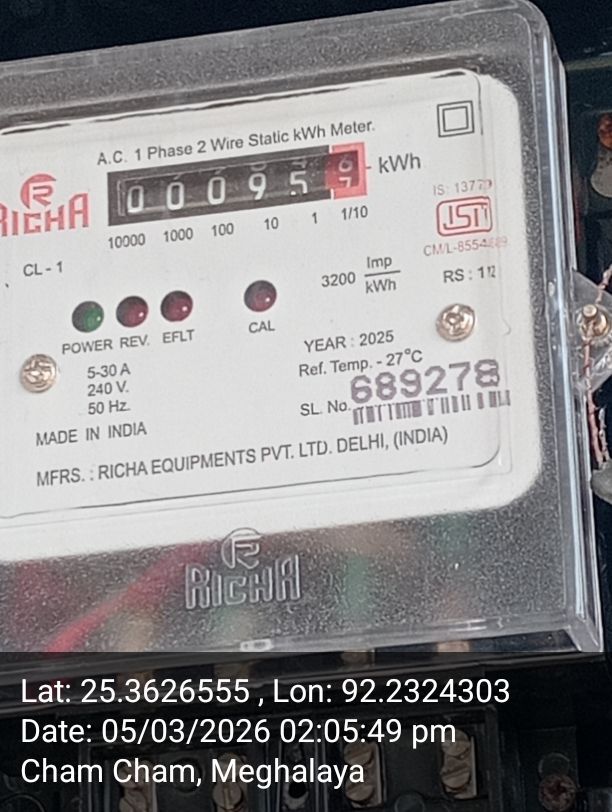 A.C. 1 Phase 2 Wire Static kWh Meter.
RICHA
0 0 0 9 5 kWh
10000 1000 100 10 1 1/10
IS: 13779
ISI
CL - 1
3200 Imp/kWh
RS : 112
POWER REV. EFLT CAL
5-30 A
240 V.
50 Hz.
YEAR : 2025
Ref. Temp. - 27°C
SL. No. 689278
MADE IN INDIA
MFRS. : RICHA EQUIPMENTS PVT. LTD. DELHI, (INDIA)
RICHA
Lat: 25.3626555 , Lon: 92.2324303
Date: 05/03/2026 02:05:49 pm
Cham Cham, Meghalaya